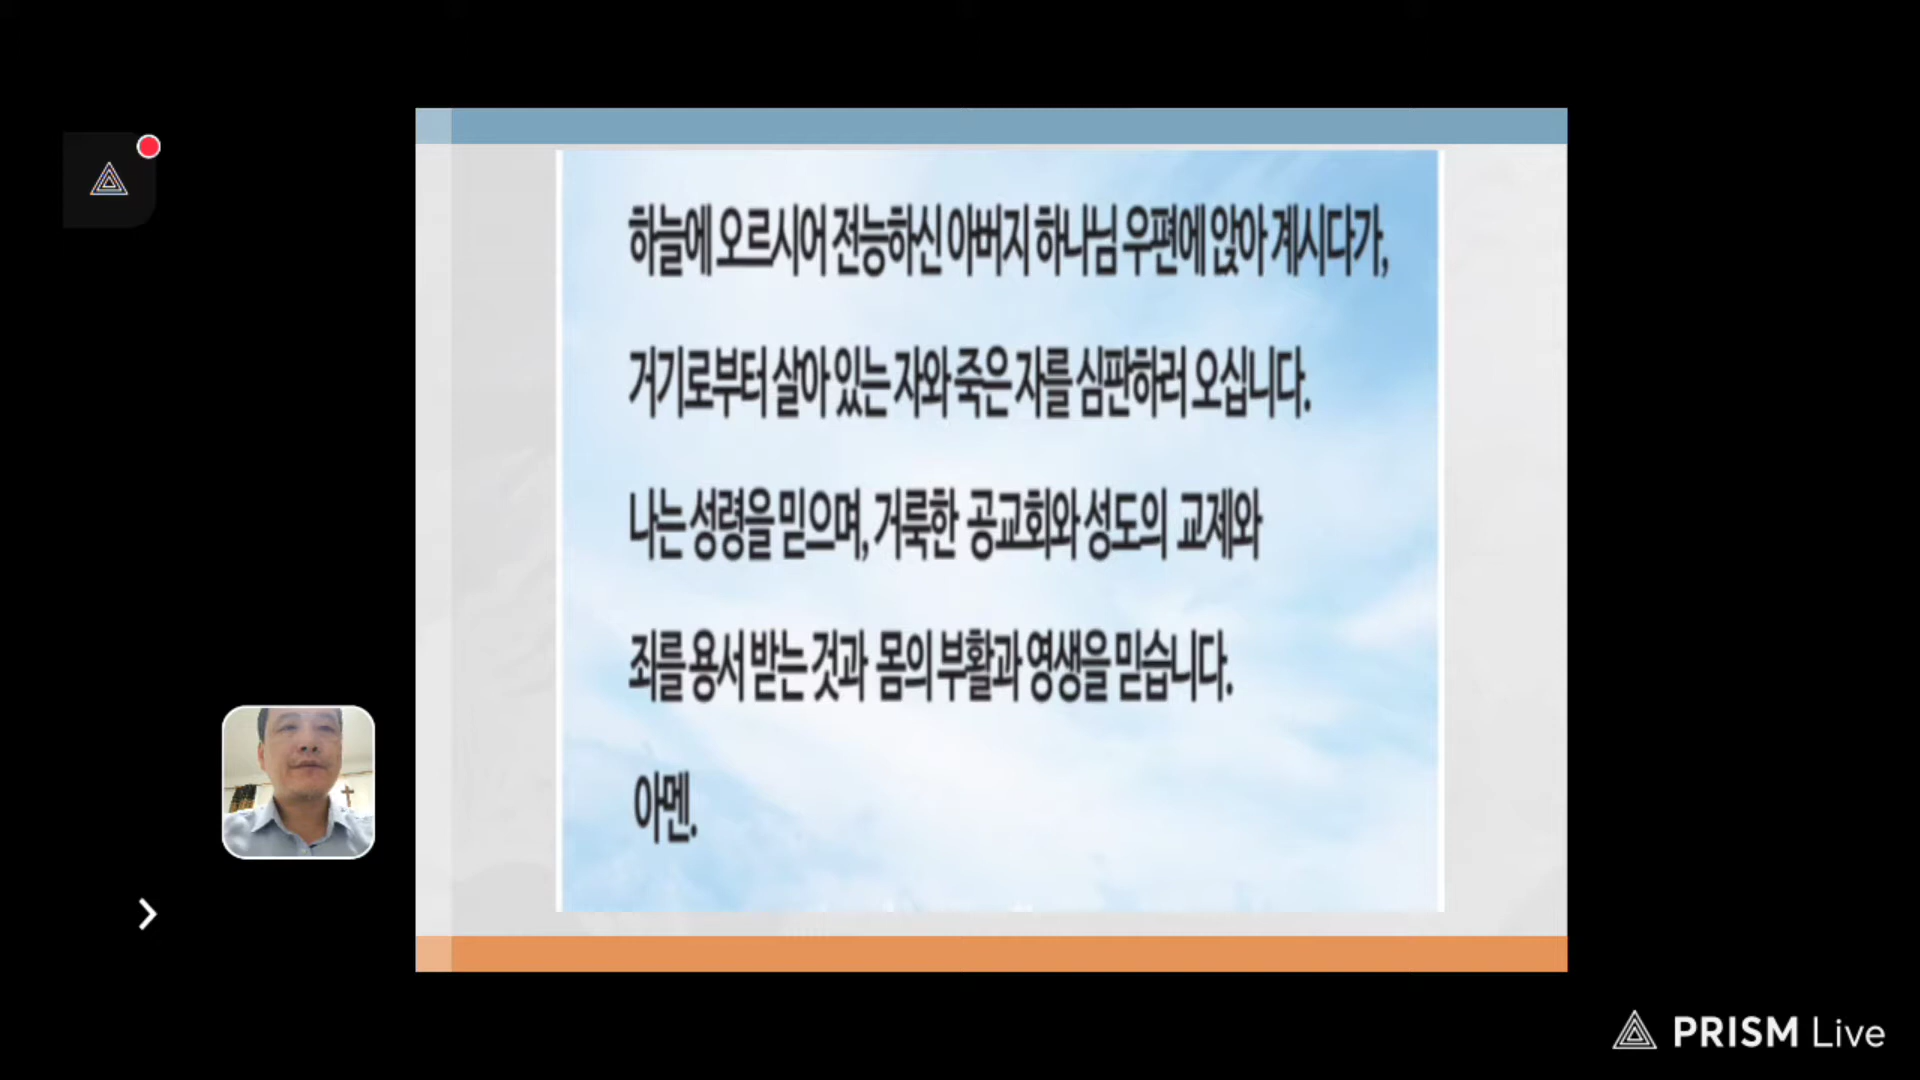 하늘에 오르시어 전능하신 아버지 하나님 우편에 앉아 계시다가,
거기로부터 살아 있는 자와 죽은 자를 심판하러 오십니다.
나는 성령을 믿으며, 거룩한 공교회와 성도의 교제와
죄를 용서 받는 것과 몸의 부활과 영생을 믿습니다.
아멘.
PRISM Live